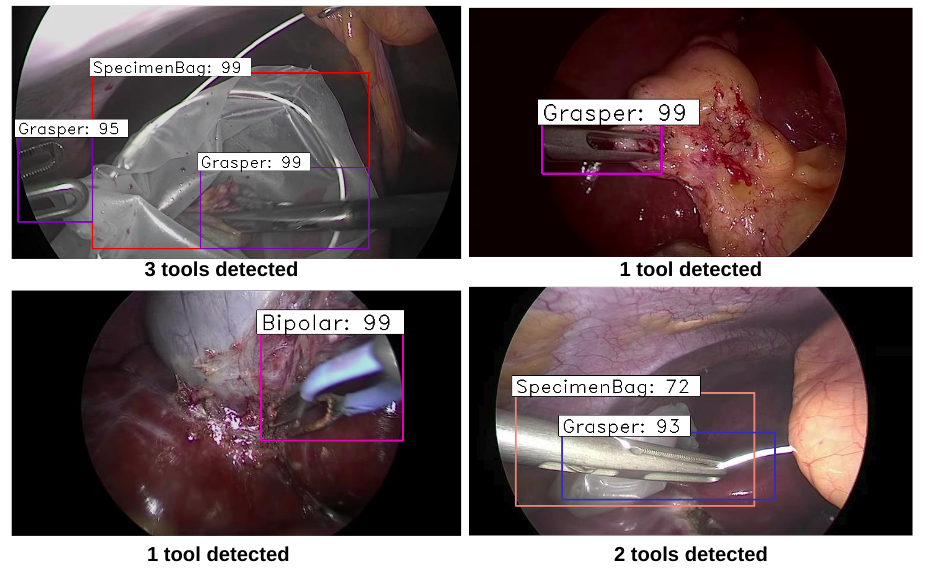 SpecimenBag: 99
Grasper: 95
Grasper: 99
3 tools detected
Grasper: 99
1 tool detected
Bipolar: 99
1 tool detected
SpecimenBag: 72
Grasper: 93
2 tools detected